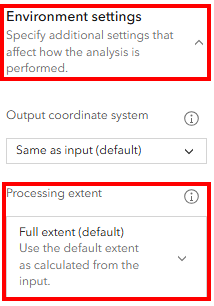 Environment settings
Specify additional settings that
affect how the analysis is
performed.
Output coordinate system
Same as input (default)
Processing extent
Full extent (default)
Use the default extent
as calculated from the
input.